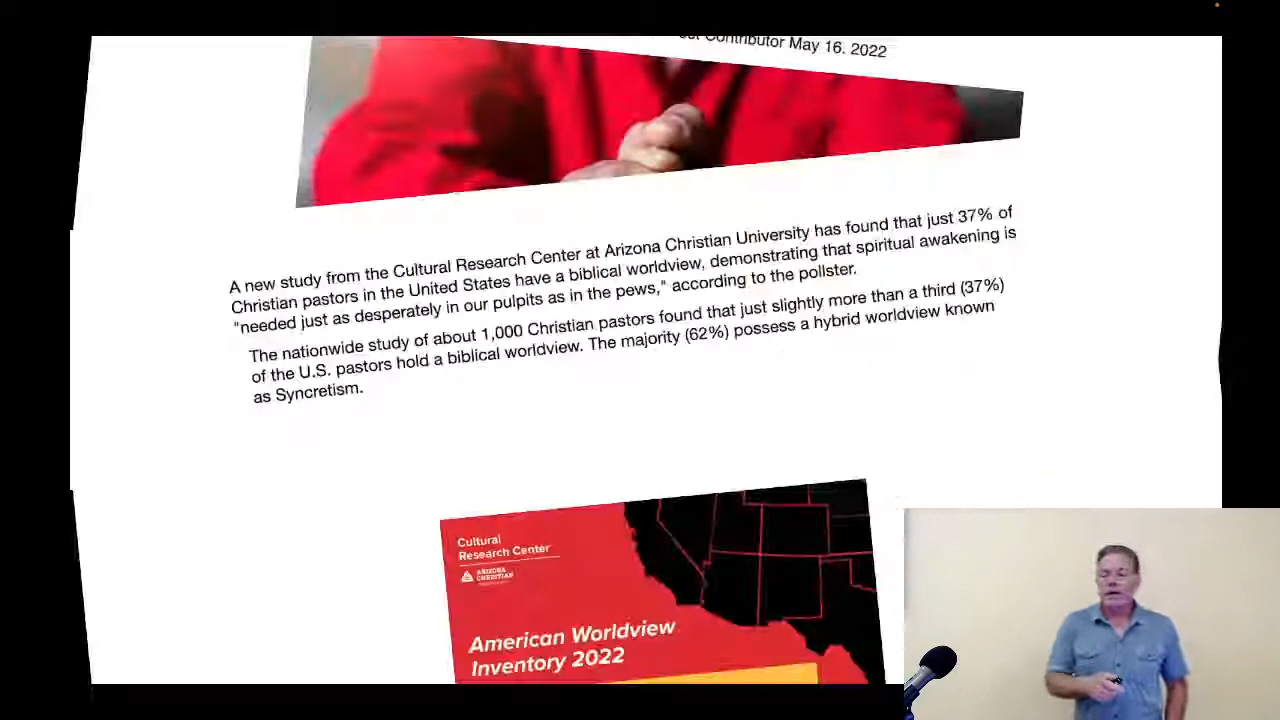 Contributor May 16. 2022
A new study from the Cultural Research Center at Arizona Christian University has found that just 37% of
Christian pastors in the United States have a biblical worldview, demonstrating that spiritual awakening is
"needed just as desperately in our pulpits as in the pews," according to the pollster.
The nationwide study of about 1,000 Christian pastors found that just slightly more than a third (37%)
of the U.S. pastors hold a biblical worldview. The majority (62%) possess a hybrid worldview known
as Syncretism.
Cultural
Research Center
ARIZONA
CHRISTIAN
American Worldview
Inventory 2022